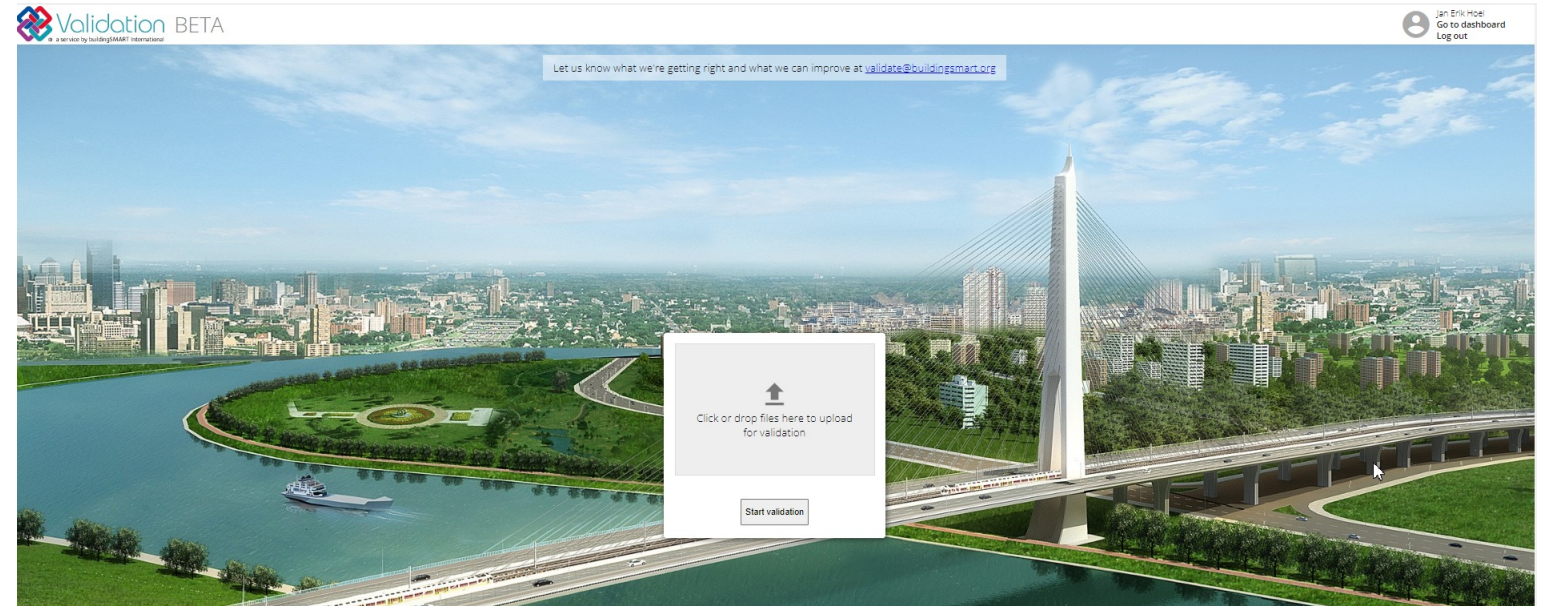 Validation BETA
a service by buildingSMART International
Jan Erik Hoel
Go to dashboard
Log out
Let us know what we're getting right and what we can improve at validate@buildingsmart.org
Click or drop files here to upload
for validation
Start validation